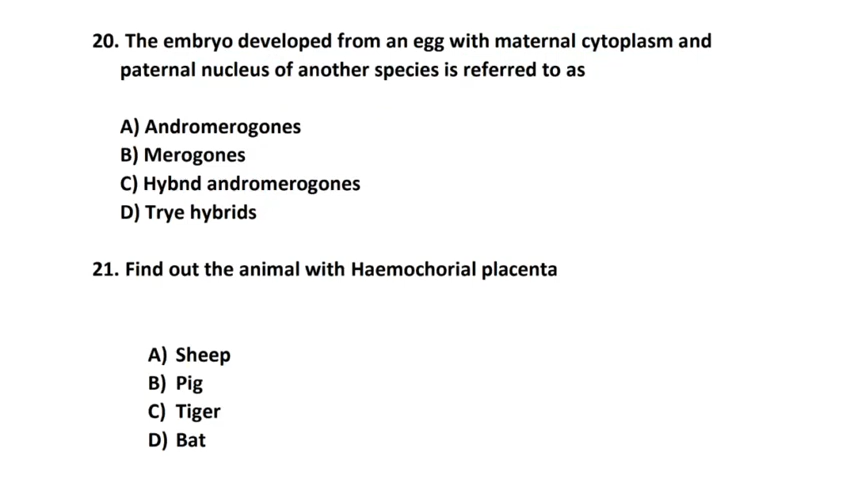 20. The embryo developed from an egg with maternal cytoplasm and
paternal nucleus of another species is referred to as
A) Andromerogones
B) Merogones
C) Hybnd andromerogones
D) Trye hybrids
21. Find out the animal with Haemochorial placenta
A) Sheep
B) Pig
C) Tiger
D) Bat